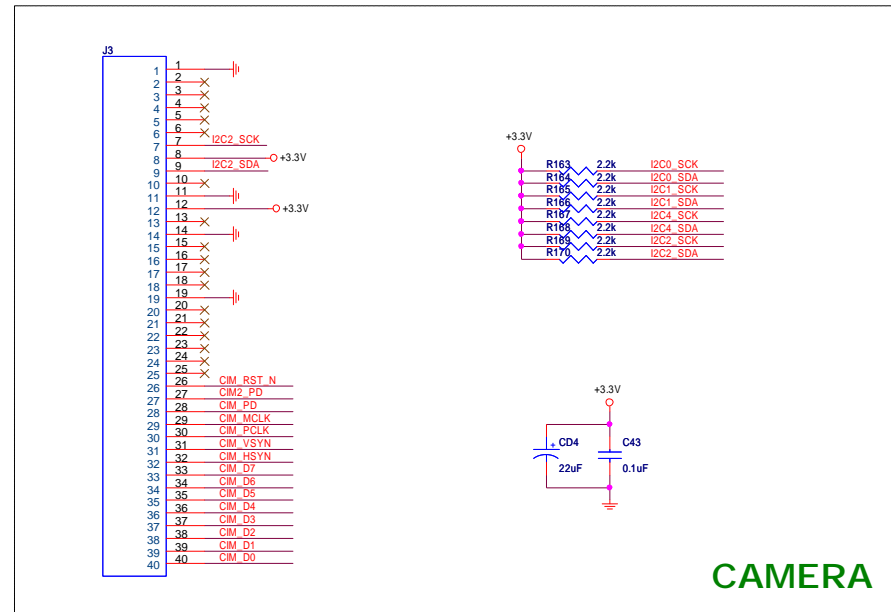 J3
1 1
2 2
3 3
4 4
5 5
6 6
7 7 I2C2_SCK
8 8 +3.3V
9 9 I2C2_SDA
10 10
11 11
12 12 +3.3V
13 13
14 14
15 15
16 16
17 17
18 18
19 19
20 20
21 21
22 22
23 23
24 24
25 25
26 26 CIM_RST_N
27 27 CIM2_PD
28 28 CIM_PD
29 29 CIM_MCLK
30 30 CIM_PCLK
31 31 CIM_VSYN
32 32 CIM_HSYN
33 33 CIM_D7
34 34 CIM_D6
35 35 CIM_D5
36 36 CIM_D4
37 37 CIM_D3
38 38 CIM_D2
39 39 CIM_D1
40 40 CIM_D0
+3.3V
R163 2.2k I2C0_SCK
R164 2.2k I2C0_SDA
R165 2.2k I2C1_SCK
R166 2.2k I2C1_SDA
R167 2.2k I2C4_SCK
R168 2.2k I2C4_SDA
R169 2.2k I2C2_SCK
R170 2.2k I2C2_SDA
+3.3V
+ CD4 C43
22uF 0.1uF
CAMERA